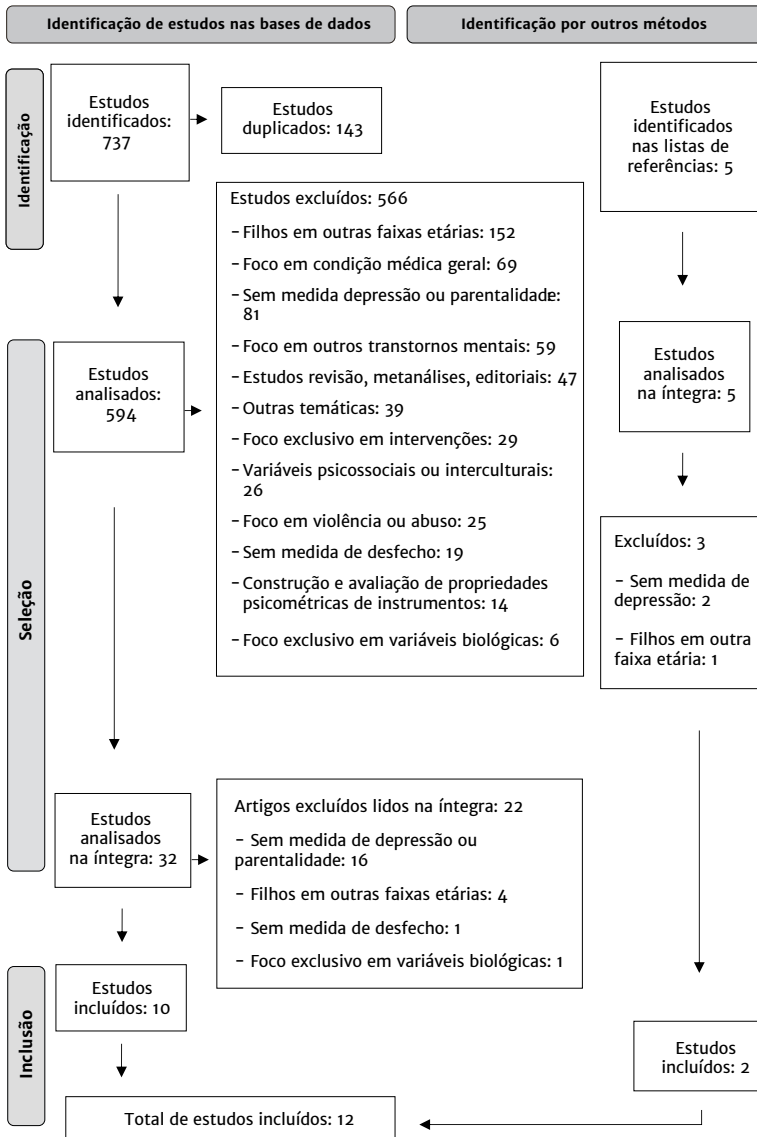 Identificação de estudos nas bases de dados
Identificação por outros métodos
Identificação
Estudos
identificados:
737
Estudos
duplicados: 143
Estudos
identificados
nas listas de
referências: 5
Estudos excluídos: 566
- Filhos em outras faixas etárias: 152
- Foco em condição médica geral: 69
- Sem medida depressão ou parentalidade:
81
- Foco em outros transtornos mentais: 59
- Estudos revisão, metanálises, editoriais: 47
- Outras temáticas: 39
- Foco exclusivo em intervenções: 29
- Variáveis psicossociais ou interculturais:
26
- Foco em violência ou abuso: 25
- Sem medida de desfecho: 19
- Construção e avaliação de propriedades
psicométricas de instrumentos: 14
- Foco exclusivo em variáveis biológicas: 6
Seleção
Estudos
analisados:
594
Estudos
analisados
na íntegra: 5
Excluídos: 3
- Sem medida de
depressão: 2
- Filhos em outra
faixa etária: 1
Estudos
analisados
na íntegra: 32
Artigos excluídos lidos na íntegra: 22
- Sem medida de depressão ou
parentalidade: 16
- Filhos em outras faixas etárias: 4
- Sem medida de desfecho: 1
- Foco exclusivo em variáveis biológicas: 1
Inclusão
Estudos
incluídos: 10
Estudos
incluídos: 2
Total de estudos incluídos: 12